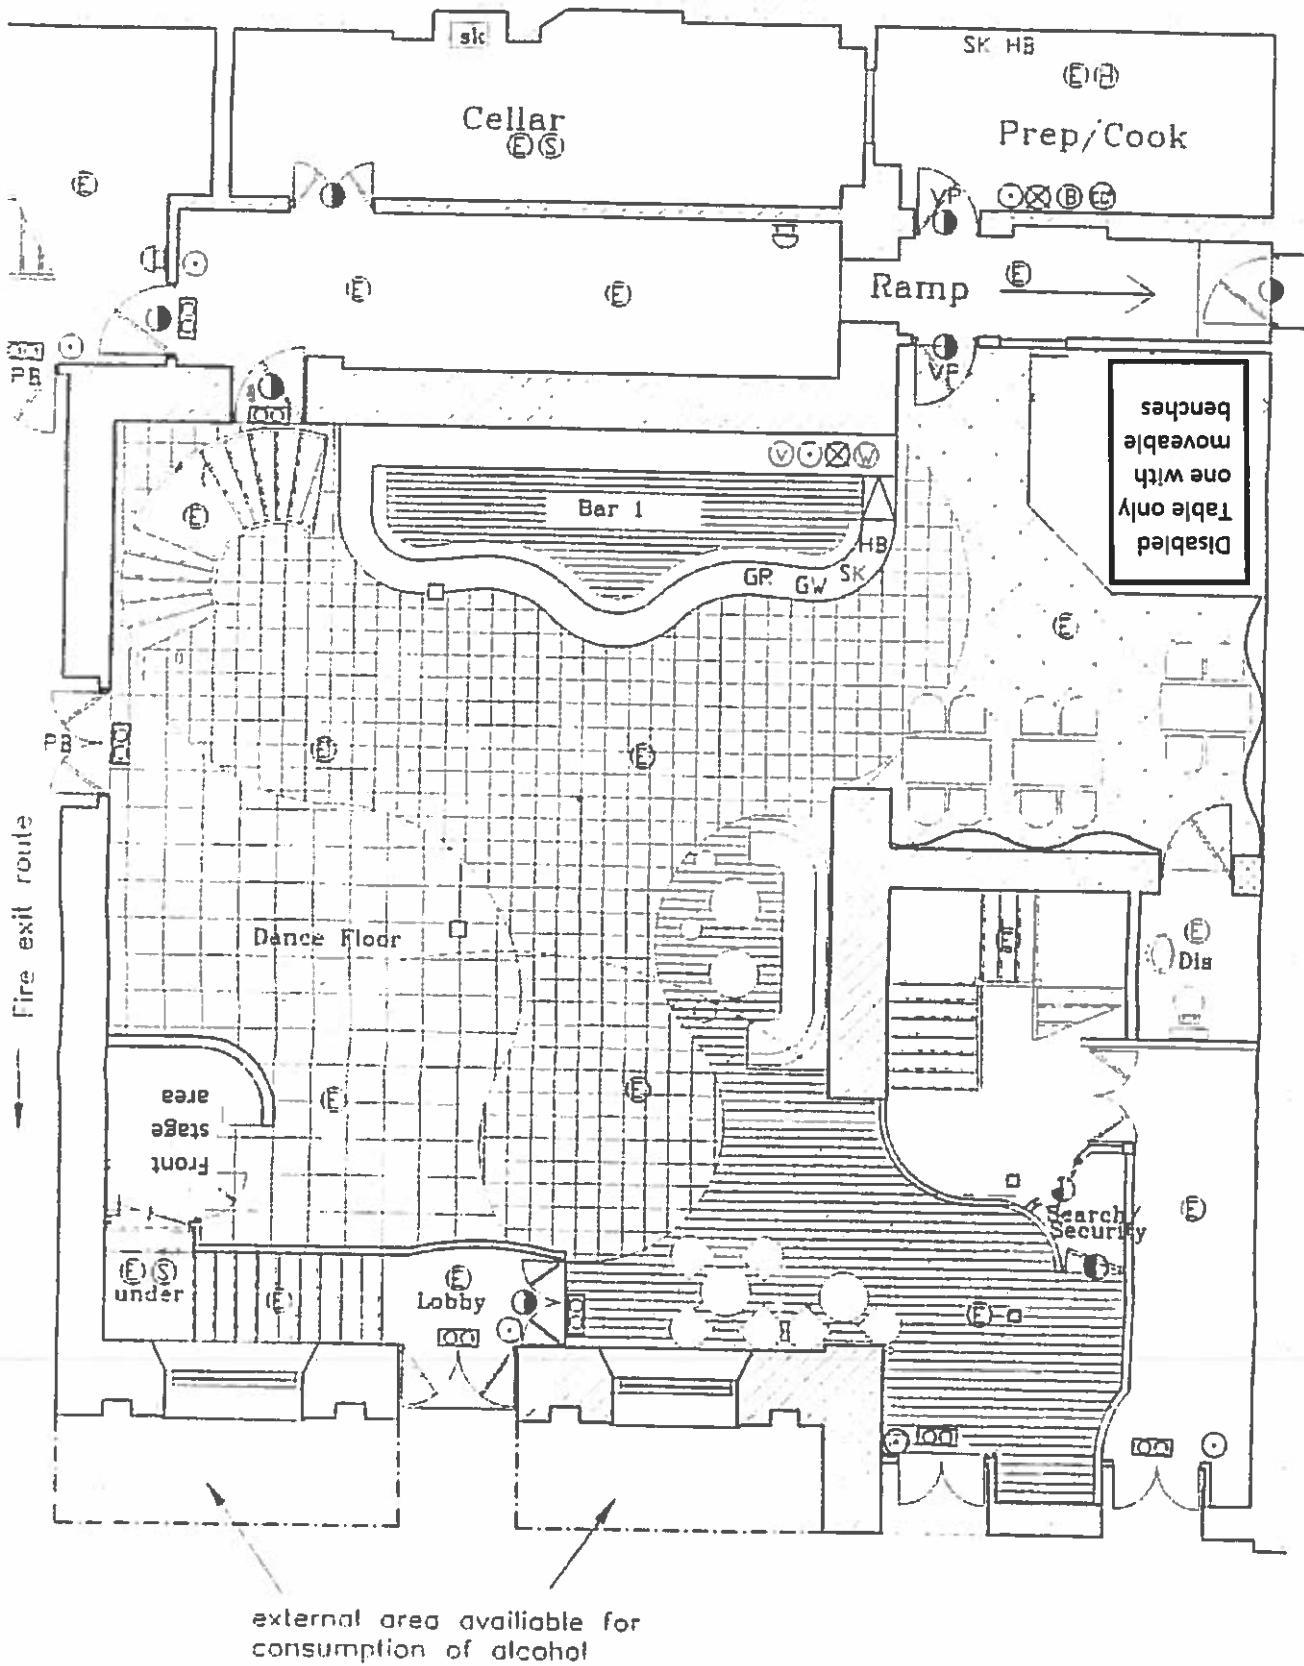 sk
SK HB
E H
Cellar
E S
Prep/Cook
E
VP
B EC
E
E
Ramp
E
PB
VP
Disabled
Table only
one with
moveable
benches
V W
Bar 1
E
HB
GR GW SK
E
E
E
Fire exit route
Dance Floor
E
E
Dis
E
E
Front
stage
area
Search/
Security
E
E S
under
E
E
Lobby
E
external area availiable for
consumption of alcohol